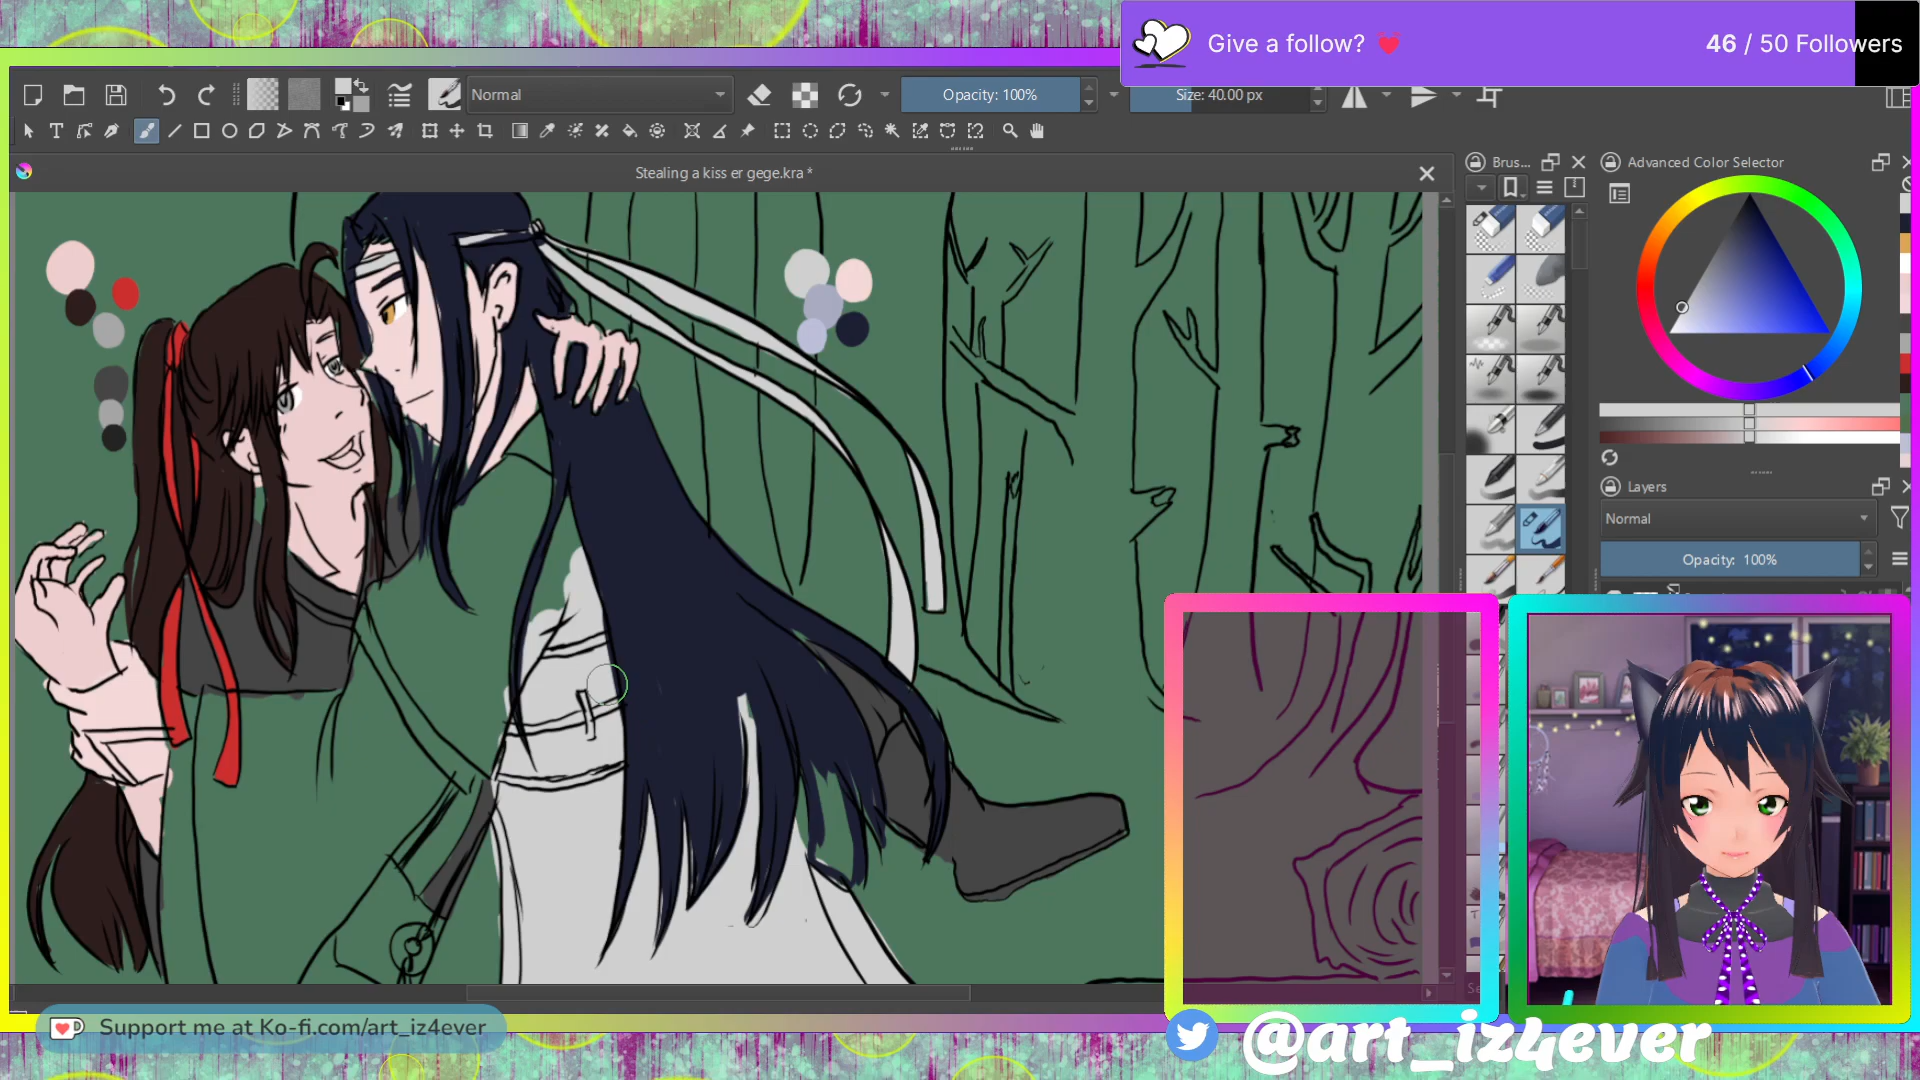 Give a follow?
46 / 50 Followers
Normal
Opacity: 100%
Size: 40.00 px
Stealing a kiss er gege.kra *
Brus...
Advanced Color Selector
Layers
Normal
Opacity: 100%
Support me at Ko-fi.com/art_iz4ever
@art_iz4ever